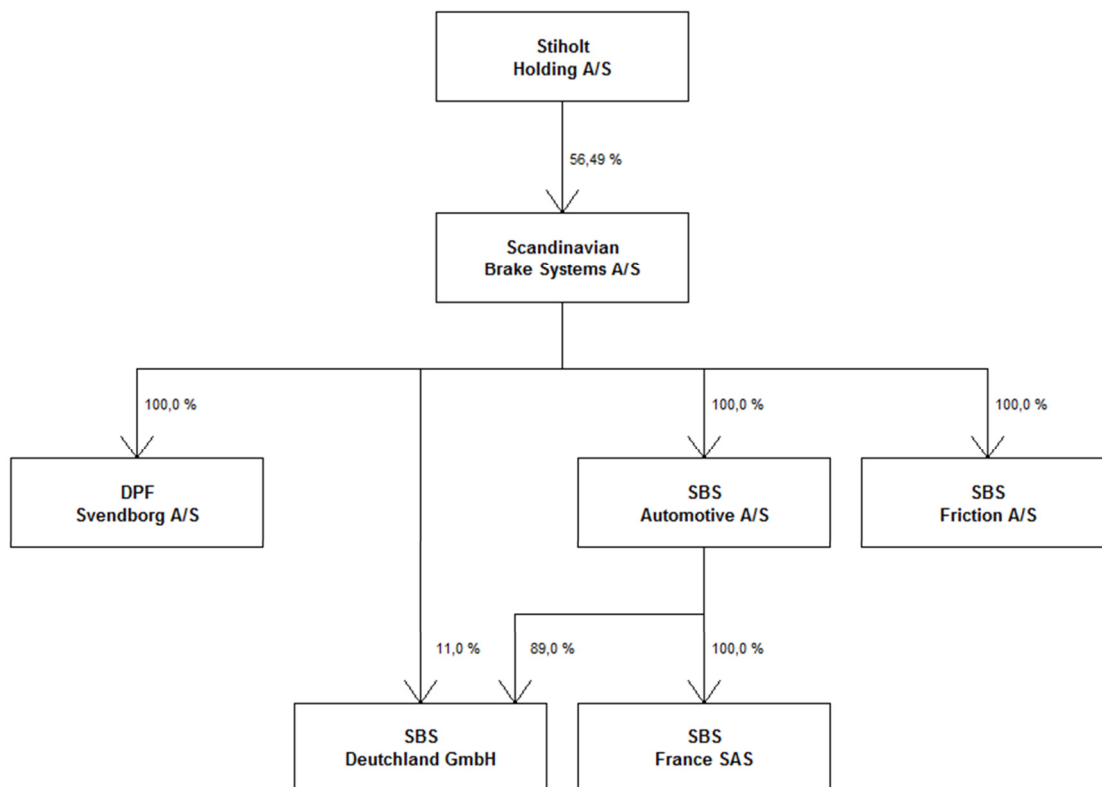 Stiholt
Holding A/S
56,49 %
Scandinavian
Brake Systems A/S
100,0 %
100,0 %
100,0 %
DPF
Svendborg A/S
SBS
Automotive A/S
SBS
Friction A/S
11,0 %
89,0 %
100,0 %
SBS
Deutchland GmbH
SBS
France SAS